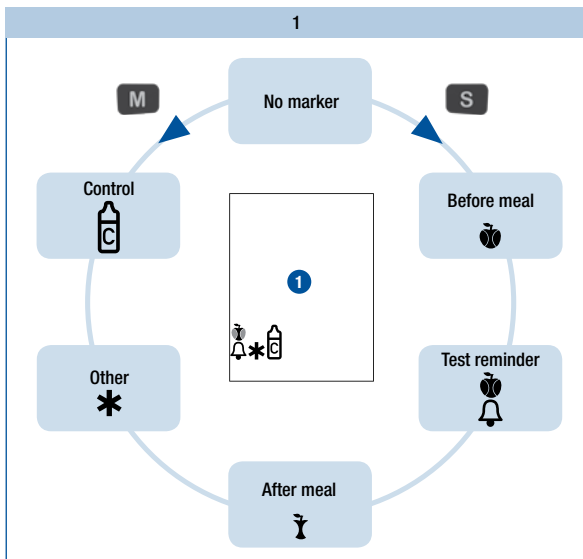 1
No marker
M
S
Control
C
Before meal
1
C
Other
Test reminder
After meal